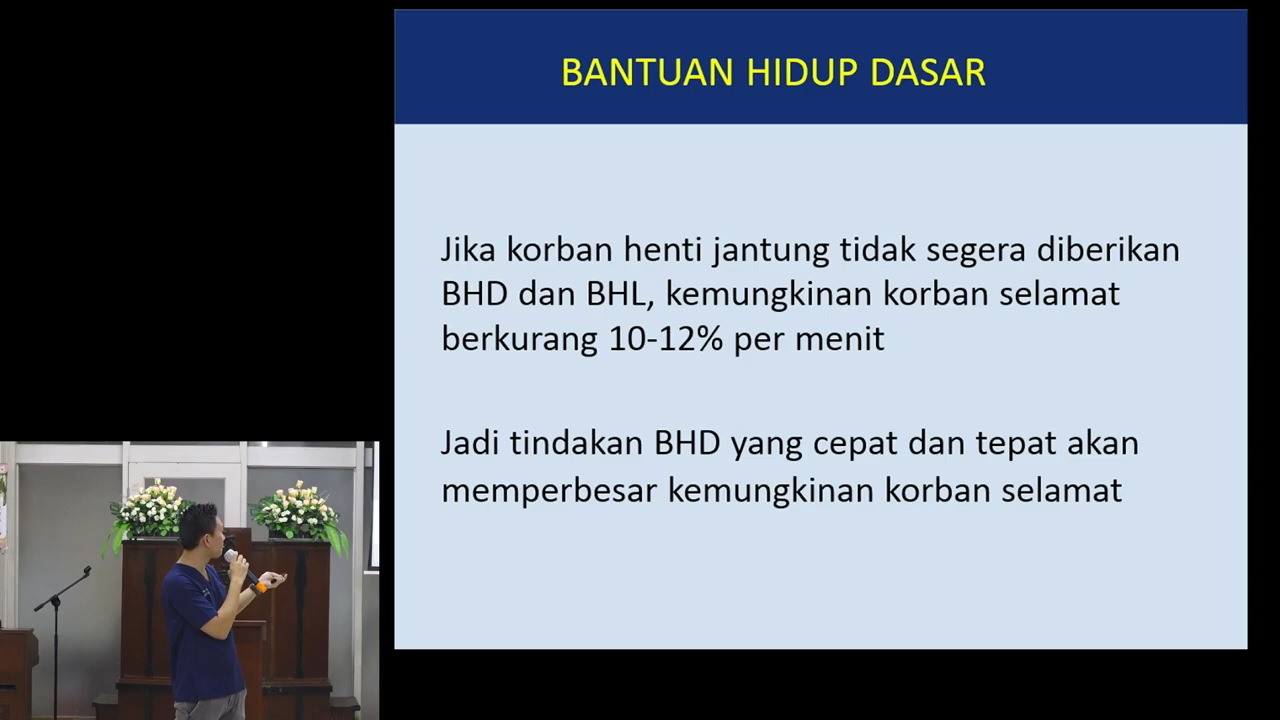 BANTUAN HIDUP DASAR
Jika korban henti jantung tidak segera diberikan
BHD dan BHL, kemungkinan korban selamat
berkurang 10-12% per menit
Jadi tindakan BHD yang cepat dan tepat akan
memperbesar kemungkinan korban selamat